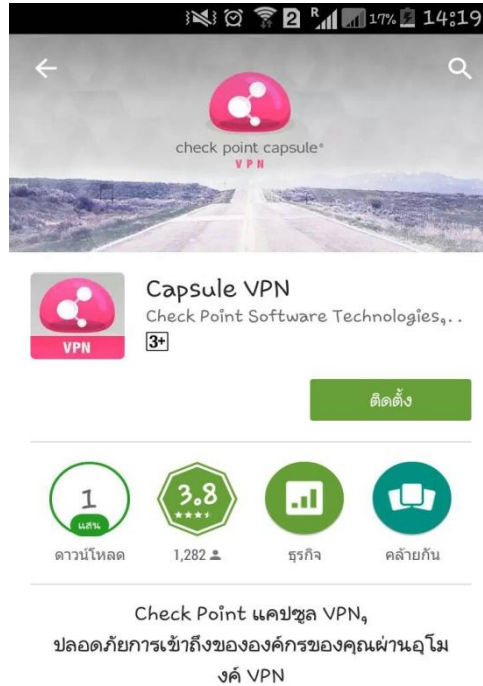 2 R 17% 14:19
check point capsule®
VPN
VPN
Capsule VPN
Check Point Software Technologies,..
3+
ติดตั้ง
1
แสน
3.8
ดาวน์โหลด
1,282
ธุรกิจ
คล้ายกัน
Check Point แคปซูล VPN,
ปลอดภัยการเข้าถึงขององค์กรของคุณผ่านอุโม
งค์ VPN